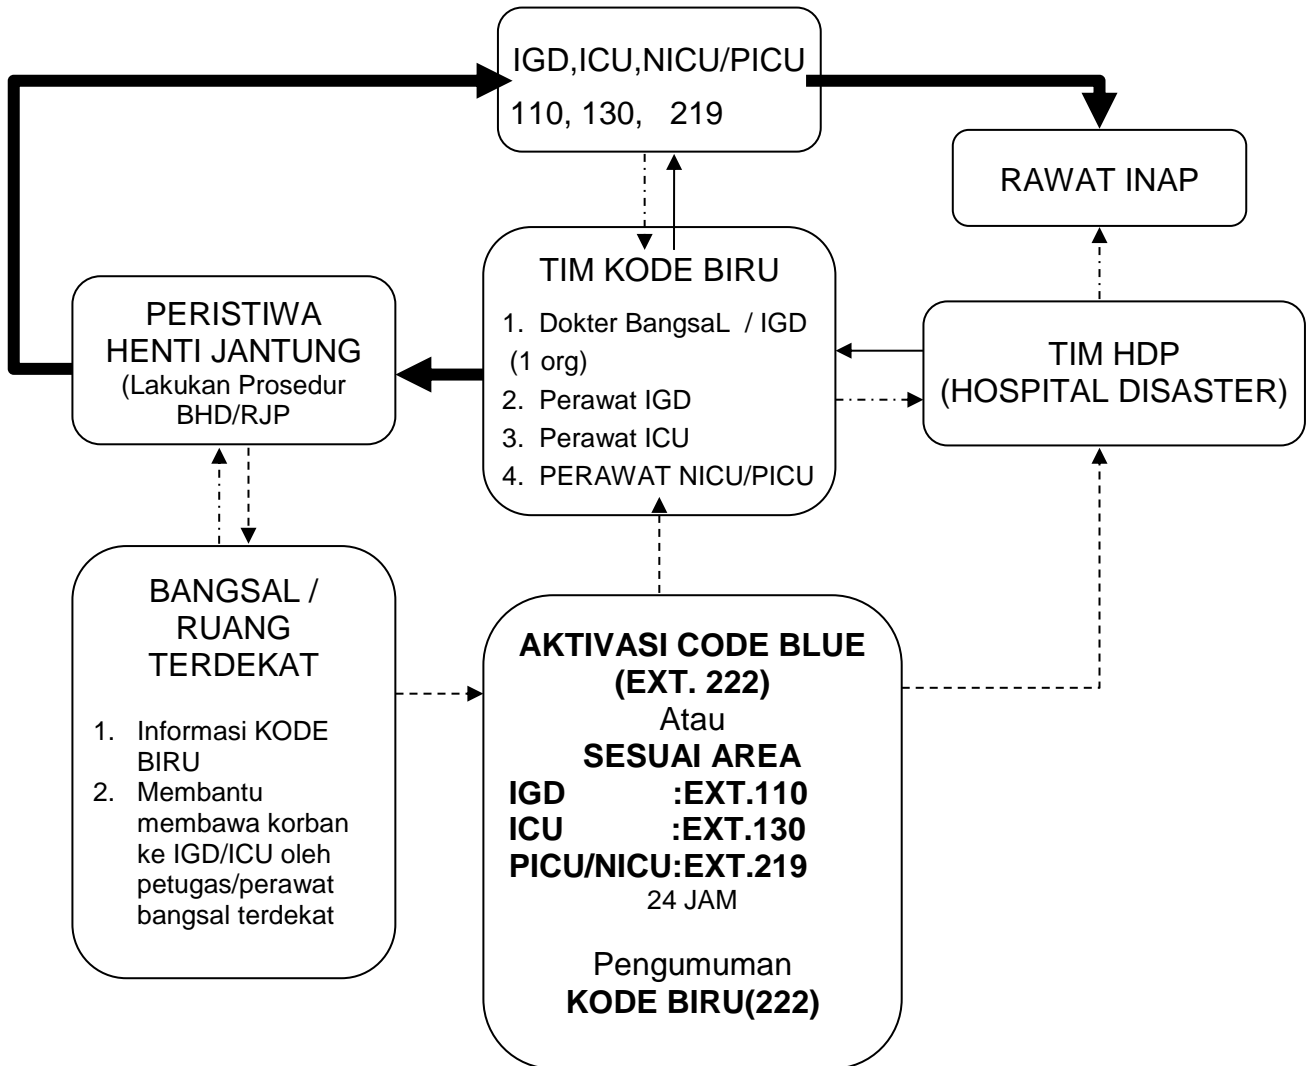 IGD,ICU,NICU/PICU
110, 130, 219
RAWAT INAP
TIM KODE BIRU
1. Dokter BangsaL / IGD
(1 org)
2. Perawat IGD
3. Perawat ICU
4. PERAWAT NICU/PICU
PERISTIWA
HENTI JANTUNG
(Lakukan Prosedur
BHD/RJP
TIM HDP
(HOSPITAL DISASTER)
BANGSAL /
RUANG
TERDEKAT
1. Informasi KODE
BIRU
2. Membantu
membawa korban
ke IGD/ICU oleh
petugas/perawat
bangsal terdekat
AKTIVASI CODE BLUE
(EXT. 222)
Atau
SESUAI AREA
IGD :EXT.110
ICU :EXT.130
PICU/NICU:EXT.219
24 JAM
Pengumuman
KODE BIRU(222)